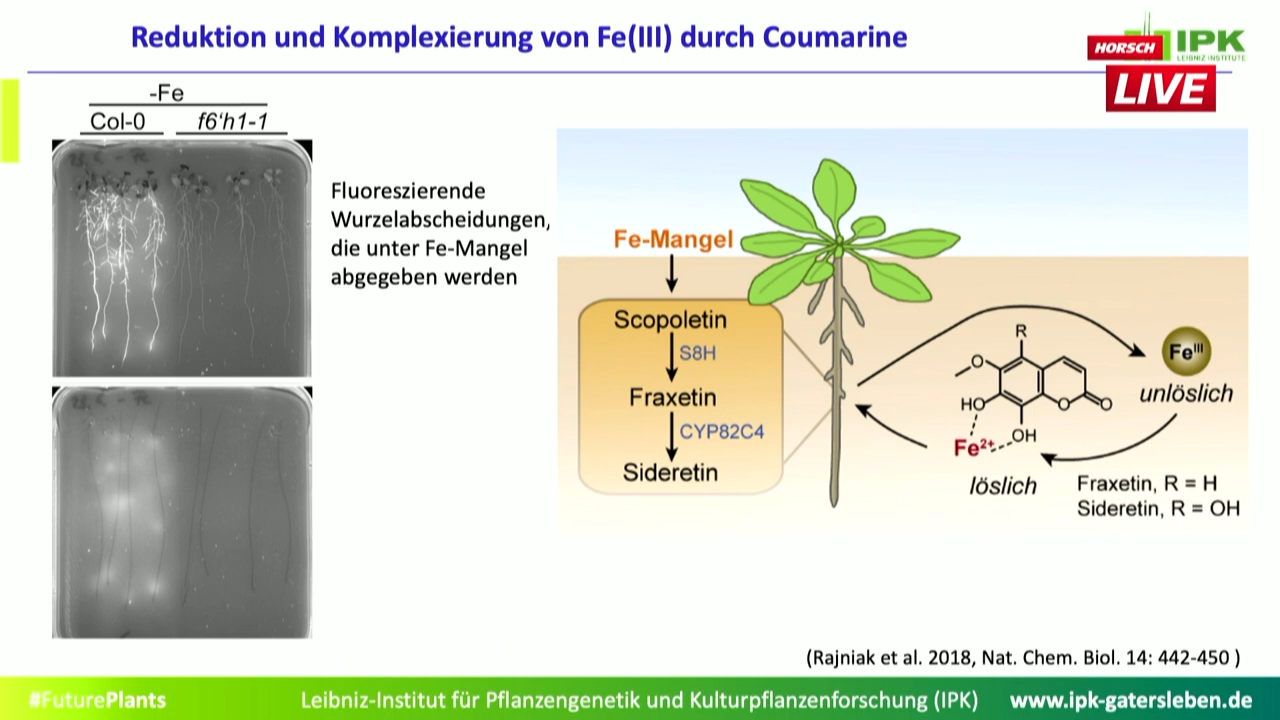 Reduktion und Komplexierung von Fe(III) durch Coumarine
HORSCH
LIVE
IPK
LEIBNIZ INSTITUTE
-Fe
Col-0
f6'h1-1
Fluoreszierende
Wurzelabscheidungen,
die unter Fe-Mangel
abgegeben werden
Fe-Mangel
Scopoletin
S8H
Fraxetin
CYP82C4
Sideretin
R
O
HO
O
O
OH
Fe2+
löslich
FeIII
unlöslich
Fraxetin, R = H
Sideretin, R = OH
(Rajniak et al. 2018, Nat. Chem. Biol. 14: 442-450 )
#FuturePlants
Leibniz-Institut für Pflanzengenetik und Kulturpflanzenforschung (IPK)
www.ipk-gatersleben.de